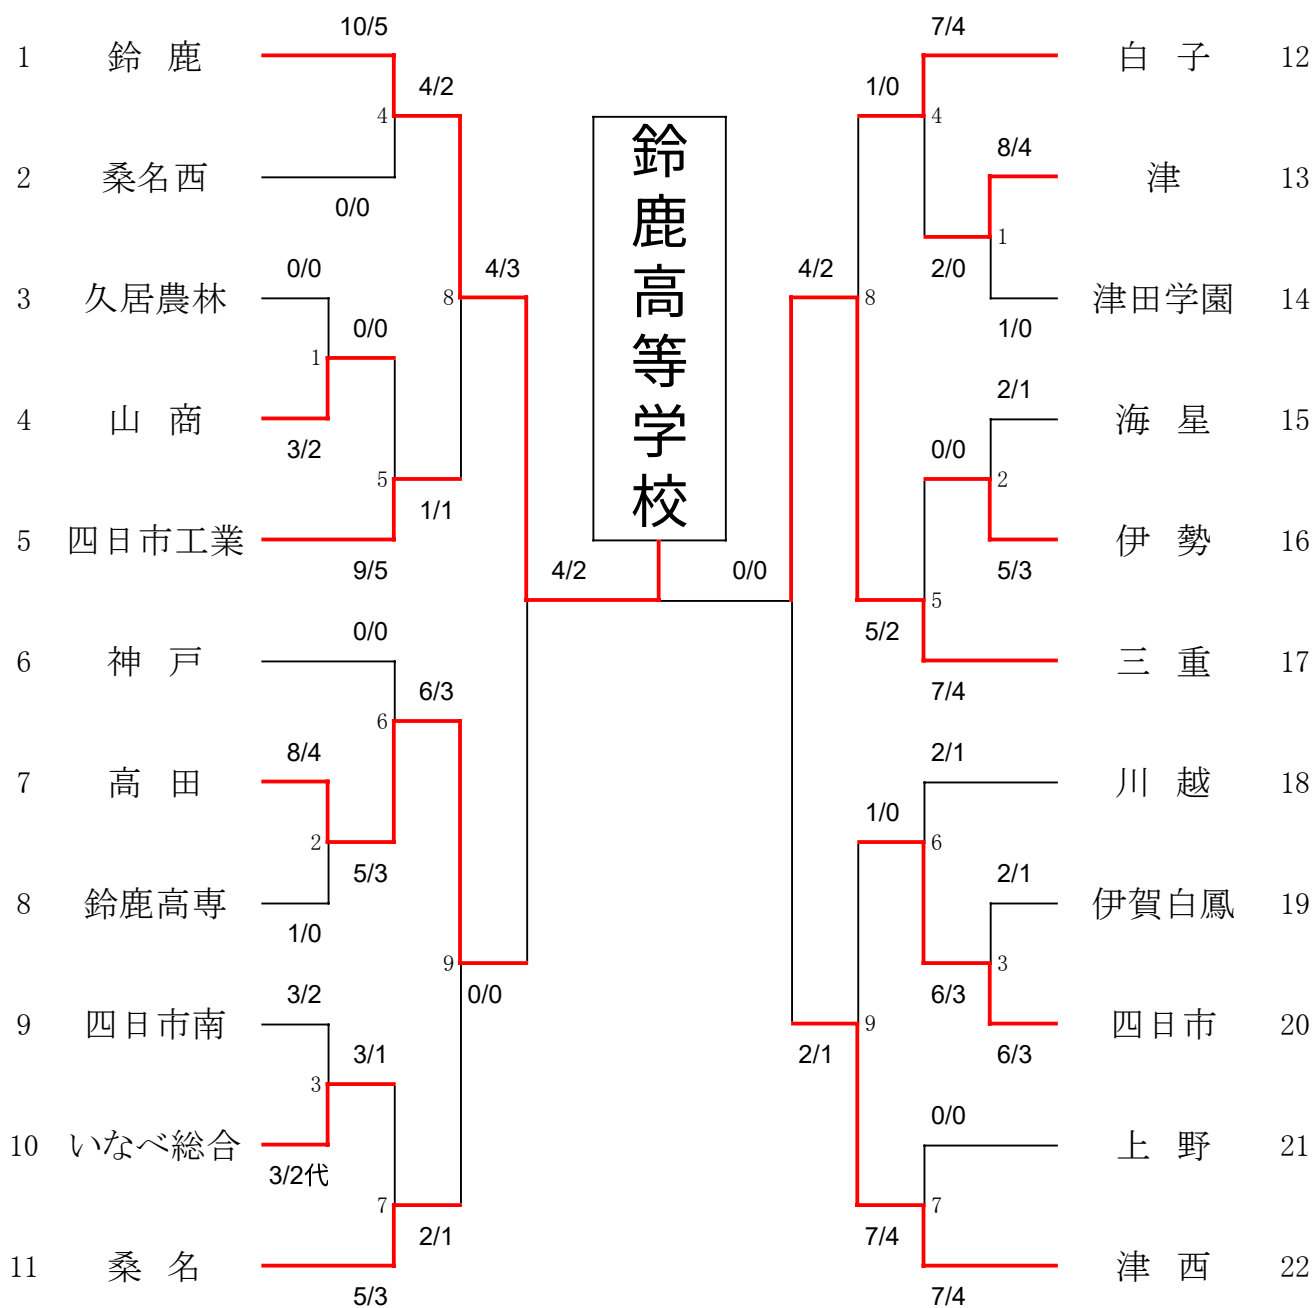 10/5
1 鈴 鹿
4/2
4
2 桑名西
0/0
0/0
3 久居農林
4/3
8
0/0
1
4 山 商
3/2
5
1/1
5 四日市工業
9/5
4/2
0/0
6 神 戸
6/3
6
8/4
7 高 田
2
5/3
8 鈴鹿高専
1/0
9
0/0
3/2
9 四日市南
3/1
3
10 いなべ総合
3/2代
7
2/1
11 桑 名
5/3
鈴鹿高等学校
7/4
白 子 12
1/0
4
8/4
津 13
1
2/0
4/2
8
津田学園 14
1/0
2/1
海 星 15
0/0
2
伊 勢 16
5/3
0/0
5
5/2
三 重 17
7/4
2/1
川 越 18
1/0
6
2/1
伊賀白鳳 19
3
6/3
四日市 20
6/3
9
2/1
0/0
上 野 21
7
7/4
津 西 22
7/4